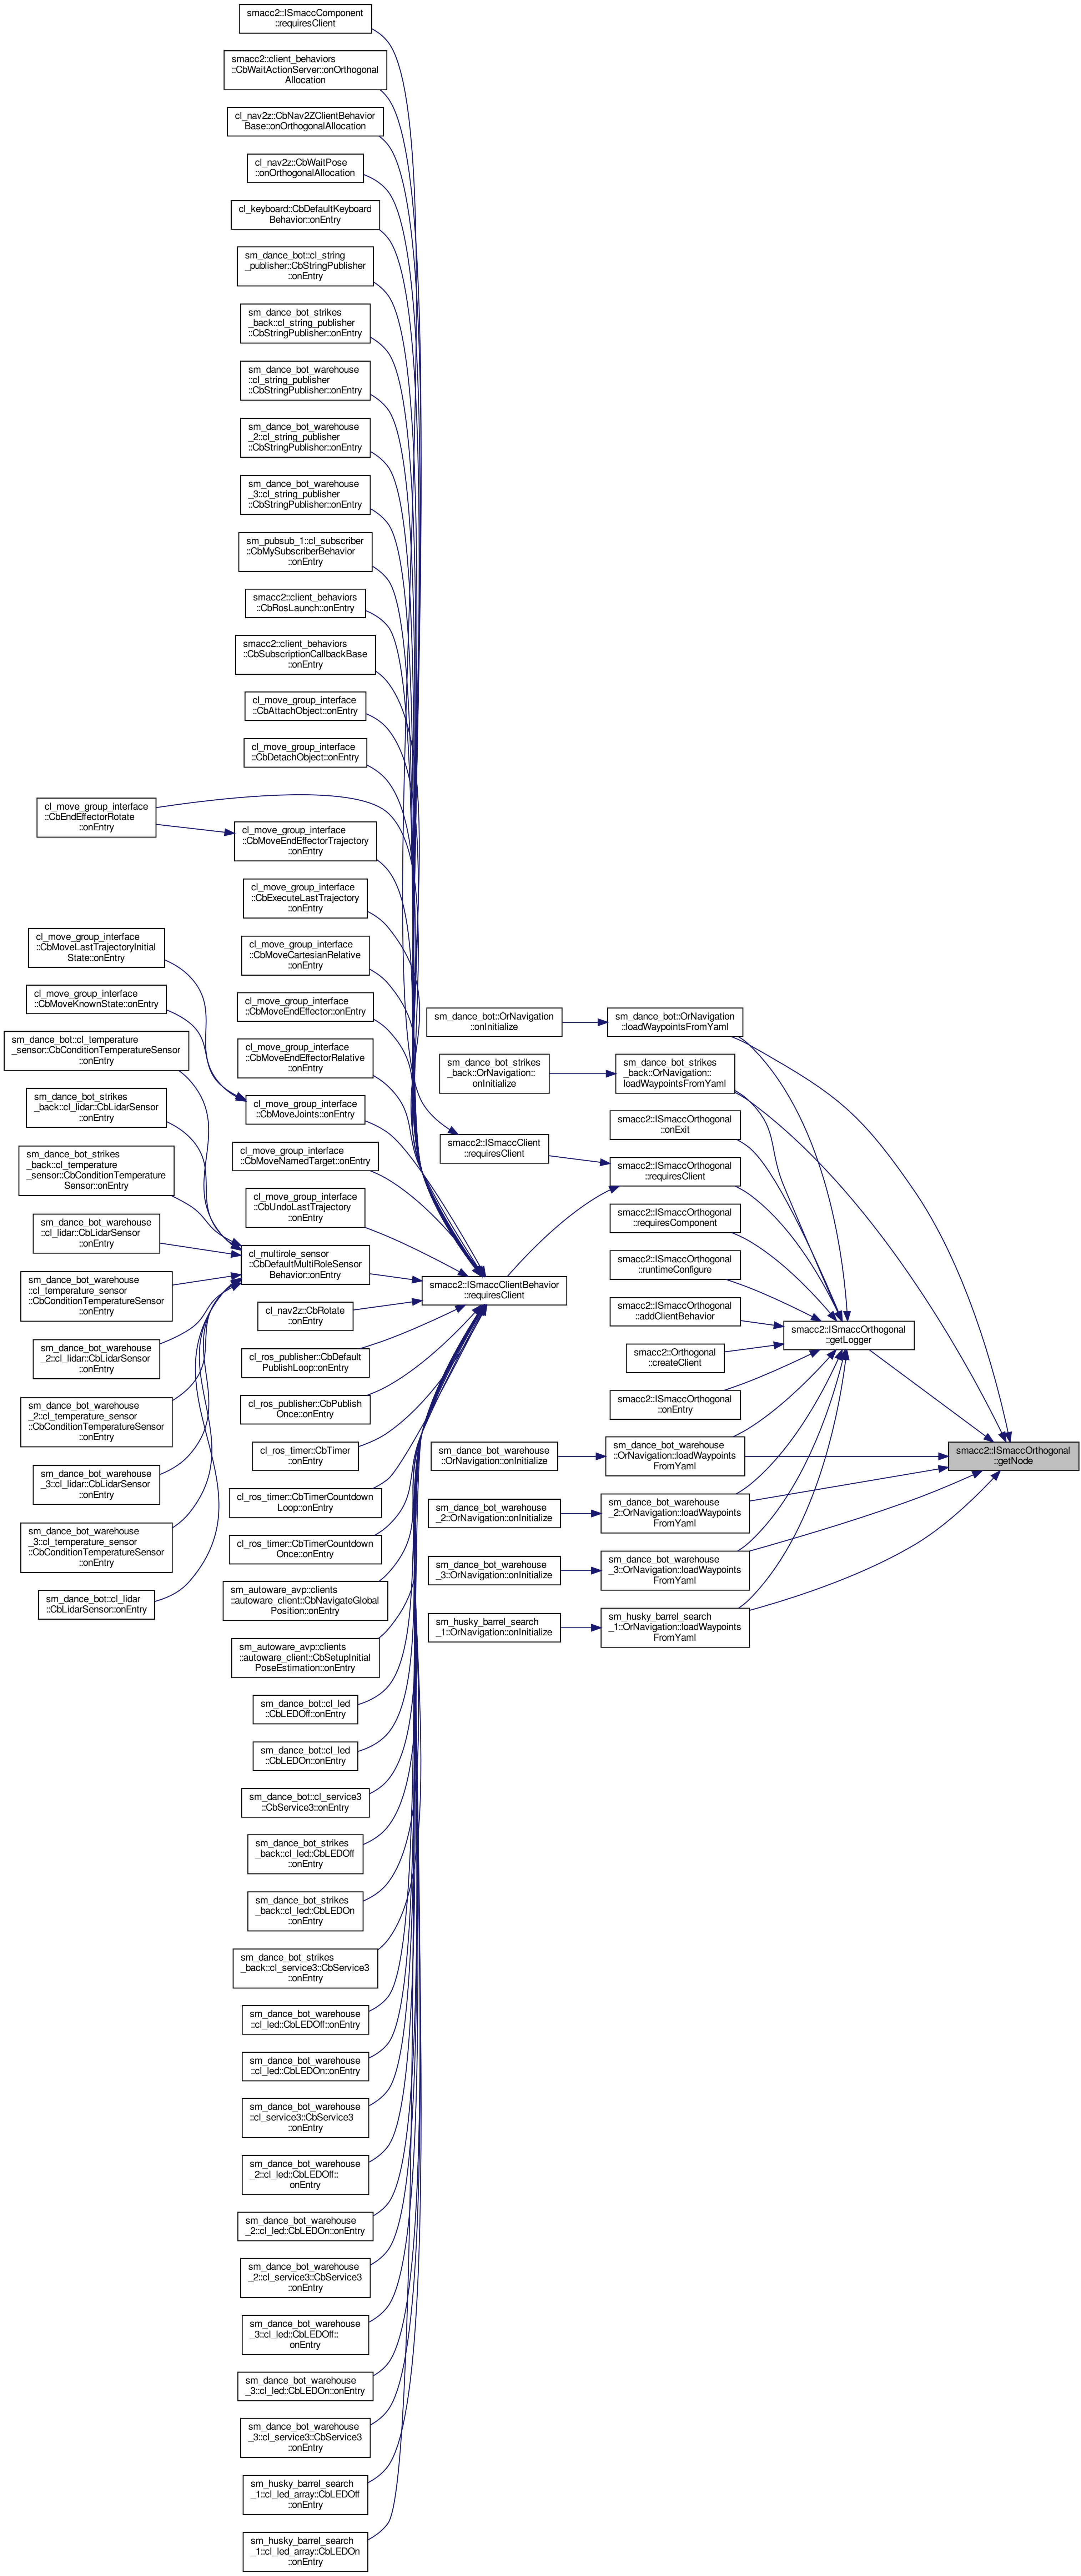 smacc2::ISmaccComponent
::requiresClient
smacc2::client_behaviors
::CbWaitActionServer::onOrthogonal
Allocation
cl_nav2z::CbNav2ZClientBehavior
Base::onOrthogonalAllocation
cl_nav2z::CbWaitPose
::onOrthogonalAllocation
cl_keyboard::CbDefaultKeyboard
Behavior::onEntry
sm_dance_bot::cl_string
_publisher::CbStringPublisher
::onEntry
sm_dance_bot_strikes
_back::cl_string_publisher
::CbStringPublisher::onEntry
sm_dance_bot_warehouse
::cl_string_publisher
::CbStringPublisher::onEntry
sm_dance_bot_warehouse
_2::cl_string_publisher
::CbStringPublisher::onEntry
sm_dance_bot_warehouse
_3::cl_string_publisher
::CbStringPublisher::onEntry
sm_pubsub_1::cl_subscriber
::CbMySubscriberBehavior
::onEntry
smacc2::client_behaviors
::CbRosLaunch::onEntry
smacc2::client_behaviors
::CbSubscriptionCallbackBase
::onEntry
cl_move_group_interface
::CbAttachObject::onEntry
cl_move_group_interface
::CbDetachObject::onEntry
cl_move_group_interface
::CbEndEffectorRotate
::onEntry
cl_move_group_interface
::CbMoveEndEffectorTrajectory
::onEntry
cl_move_group_interface
::CbExecuteLastTrajectory
::onEntry
cl_move_group_interface
::CbMoveCartesianRelative
::onEntry
cl_move_group_interface
::CbMoveEndEffector::onEntry
cl_move_group_interface
::CbMoveEndEffectorRelative
::onEntry
cl_move_group_interface
::CbMoveJoints::onEntry
cl_move_group_interface
::CbMoveNamedTarget::onEntry
cl_move_group_interface
::CbUndoLastTrajectory
::onEntry
cl_multirole_sensor
::CbDefaultMultiRoleSensor
Behavior::onEntry
cl_nav2z::CbRotate
::onEntry
cl_ros_publisher::CbDefault
PublishLoop::onEntry
cl_ros_publisher::CbPublish
Once::onEntry
cl_ros_timer::CbTimer
::onEntry
cl_ros_timer::CbTimerCountdown
Loop::onEntry
cl_ros_timer::CbTimerCountdown
Once::onEntry
sm_autoware_avp::clients
::autoware_client::CbNavigateGlobal
Position::onEntry
sm_autoware_avp::clients
::autoware_client::CbSetupInitial
PoseEstimation::onEntry
sm_dance_bot::cl_led
::CbLEDOff::onEntry
sm_dance_bot::cl_led
::CbLEDOn::onEntry
sm_dance_bot::cl_service3
::CbService3::onEntry
sm_dance_bot_strikes
_back::cl_led::CbLEDOff
::onEntry
sm_dance_bot_strikes
_back::cl_led::CbLEDOn
::onEntry
sm_dance_bot_strikes
_back::cl_service3::CbService3
::onEntry
sm_dance_bot_warehouse
::cl_led::CbLEDOff::onEntry
sm_dance_bot_warehouse
::cl_led::CbLEDOn::onEntry
sm_dance_bot_warehouse
::cl_service3::CbService3
::onEntry
sm_dance_bot_warehouse
_2::cl_led::CbLEDOff::
onEntry
sm_dance_bot_warehouse
_2::cl_led::CbLEDOn::onEntry
sm_dance_bot_warehouse
_2::cl_service3::CbService3
::onEntry
sm_dance_bot_warehouse
_3::cl_led::CbLEDOff::
onEntry
sm_dance_bot_warehouse
_3::cl_led::CbLEDOn::onEntry
sm_dance_bot_warehouse
_3::cl_service3::CbService3
::onEntry
sm_husky_barrel_search
_1::cl_led_array::CbLEDOff
::onEntry
sm_husky_barrel_search
_1::cl_led_array::CbLEDOn
::onEntry
cl_move_group_interface
::CbMoveLastTrajectoryInitial
State::onEntry
cl_move_group_interface
::CbMoveKnownState::onEntry
sm_dance_bot::cl_temperature
_sensor::CbConditionTemperatureSensor
::onEntry
sm_dance_bot_strikes
_back::cl_lidar::CbLidarSensor
::onEntry
sm_dance_bot_strikes
_back::cl_temperature
_sensor::CbConditionTemperature
Sensor::onEntry
sm_dance_bot_warehouse
::cl_lidar::CbLidarSensor
::onEntry
sm_dance_bot_warehouse
::cl_temperature_sensor
::CbConditionTemperatureSensor
::onEntry
sm_dance_bot_warehouse
_2::cl_lidar::CbLidarSensor
::onEntry
sm_dance_bot_warehouse
_2::cl_temperature_sensor
::CbConditionTemperatureSensor
::onEntry
sm_dance_bot_warehouse
_3::cl_lidar::CbLidarSensor
::onEntry
sm_dance_bot_warehouse
_3::cl_temperature_sensor
::CbConditionTemperatureSensor
::onEntry
sm_dance_bot::cl_lidar
::CbLidarSensor::onEntry
sm_dance_bot::OrNavigation
::onInitialize
sm_dance_bot_strikes
_back::OrNavigation::
onInitialize
smacc2::ISmaccClient
::requiresClient
smacc2::ISmaccClientBehavior
::requiresClient
sm_dance_bot_warehouse
::OrNavigation::onInitialize
sm_dance_bot_warehouse
_2::OrNavigation::onInitialize
sm_dance_bot_warehouse
_3::OrNavigation::onInitialize
sm_husky_barrel_search
_1::OrNavigation::onInitialize
sm_dance_bot::OrNavigation
::loadWaypointsFromYaml
sm_dance_bot_strikes
_back::OrNavigation::
loadWaypointsFromYaml
smacc2::ISmaccOrthogonal
::onExit
smacc2::ISmaccOrthogonal
::requiresClient
smacc2::ISmaccOrthogonal
::requiresComponent
smacc2::ISmaccOrthogonal
::runtimeConfigure
smacc2::ISmaccOrthogonal
::addClientBehavior
smacc2::Orthogonal
::createClient
smacc2::ISmaccOrthogonal
::onEntry
sm_dance_bot_warehouse
::OrNavigation::loadWaypoints
FromYaml
sm_dance_bot_warehouse
_2::OrNavigation::loadWaypoints
FromYaml
sm_dance_bot_warehouse
_3::OrNavigation::loadWaypoints
FromYaml
sm_husky_barrel_search
_1::OrNavigation::loadWaypoints
FromYaml
smacc2::ISmaccOrthogonal
::getLogger
smacc2::ISmaccOrthogonal
::getNode